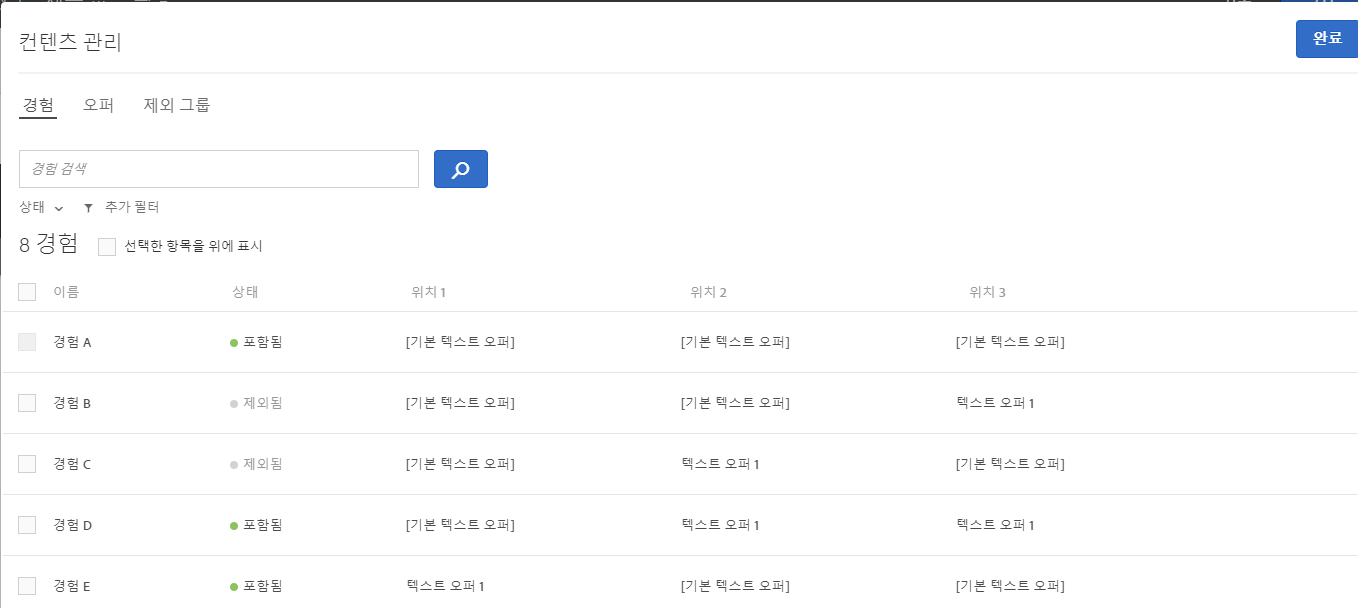 컨텐츠 관리
완료
경험 오퍼 제외 그룹
경험 검색
상태 추가 필터
8 경험 선택한 항목을 위에 표시
이름 상태 위치 1 위치 2 위치 3
경험 A 포함됨 [기본 텍스트 오퍼] [기본 텍스트 오퍼] [기본 텍스트 오퍼]
경험 B 제외됨 [기본 텍스트 오퍼] [기본 텍스트 오퍼] 텍스트 오퍼 1
경험 C 제외됨 [기본 텍스트 오퍼] 텍스트 오퍼 1 [기본 텍스트 오퍼]
경험 D 포함됨 [기본 텍스트 오퍼] 텍스트 오퍼 1 텍스트 오퍼 1
경험 E 포함됨 텍스트 오퍼 1 [기본 텍스트 오퍼] [기본 텍스트 오퍼]